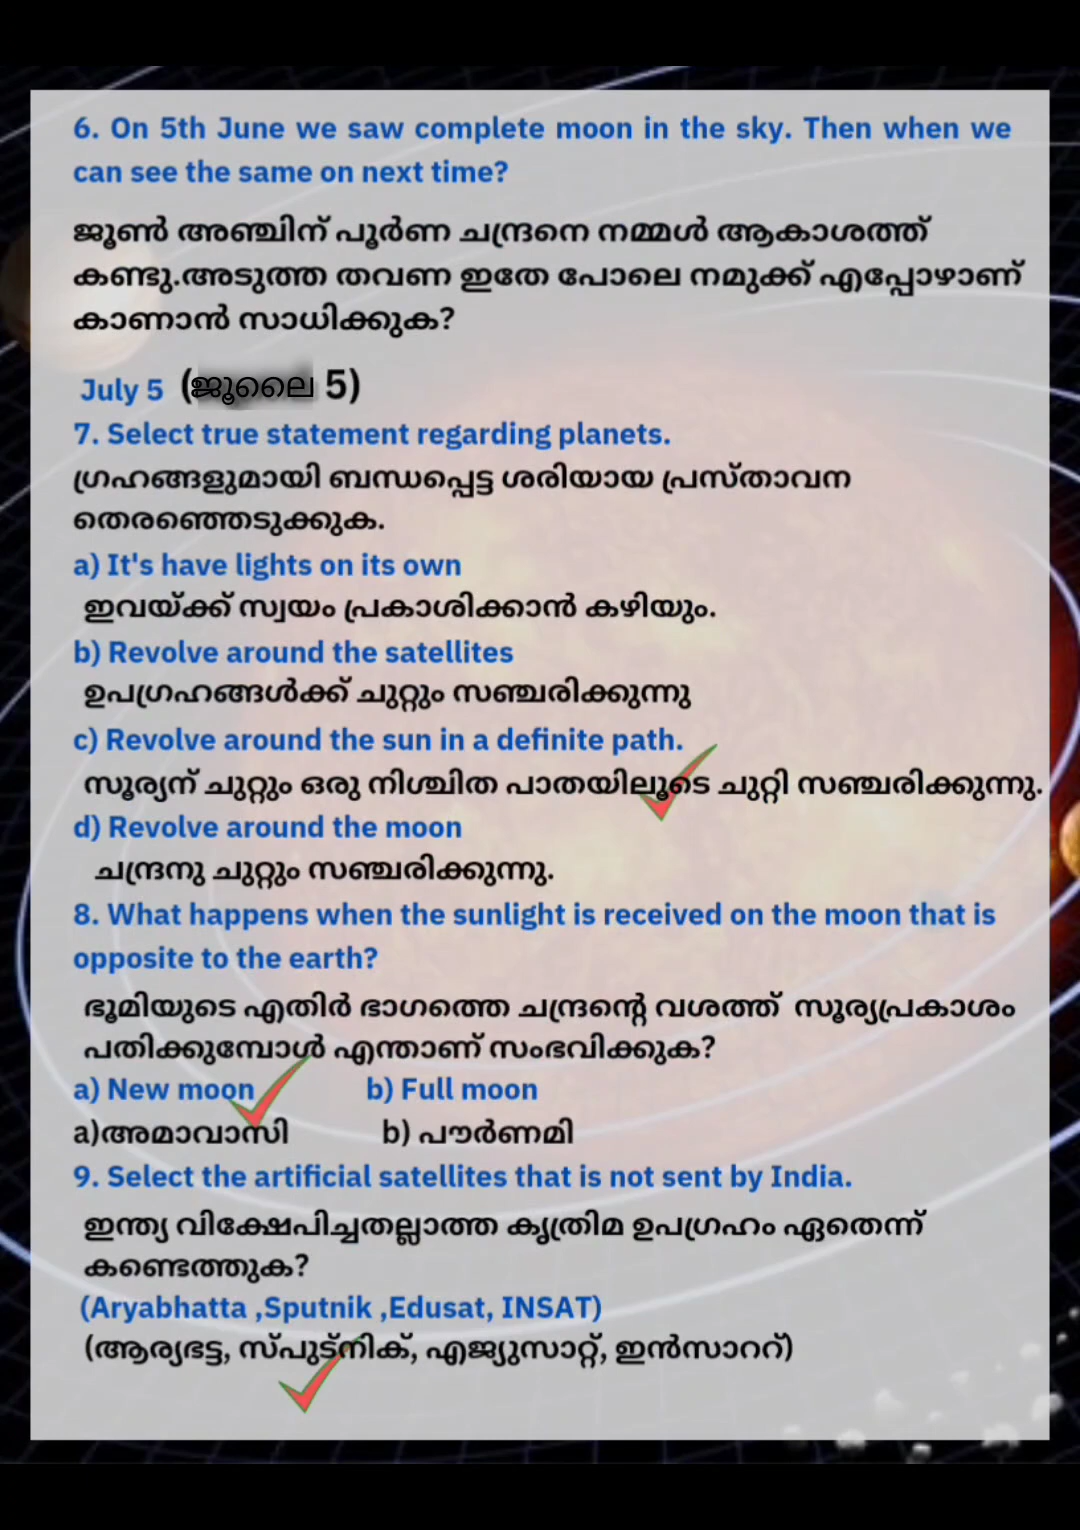 6. On 5th June we saw complete moon in the sky. Then when we
can see the same on next time?
ജൂൺ അഞ്ചിന് പൂർണ ചന്ദ്രനെ നമ്മൾ ആകാശത്ത്
കണ്ടു.അടുത്ത തവണ ഇതേ പോലെ നമുക്ക് എപ്പോഴാണ്
കാണാൻ സാധിക്കുക?
July 5 (ജൂലൈ 5)
7. Select true statement regarding planets.
ഗ്രഹങ്ങളുമായി ബന്ധപ്പെട്ട ശരിയായ പ്രസ്താവന
തെരഞ്ഞെടുക്കുക.
a) It's have lights on its own
ഇവയ്ക്ക് സ്വയം പ്രകാശിക്കാൻ കഴിയും.
b) Revolve around the satellites
ഉപഗ്രഹങ്ങൾക്ക് ചുറ്റും സഞ്ചരിക്കുന്നു
c) Revolve around the sun in a definite path.
സൂര്യന് ചുറ്റും ഒരു നിശ്ചിത പാതയിലൂടെ ചുറ്റി സഞ്ചരിക്കുന്നു.
d) Revolve around the moon
ചന്ദ്രനു ചുറ്റും സഞ്ചരിക്കുന്നു.
8. What happens when the sunlight is received on the moon that is
opposite to the earth?
ഭൂമിയുടെ എതിർ ഭാഗത്തെ ചന്ദ്രന്റെ വശത്ത് സൂര്യപ്രകാശം
പതിക്കുമ്പോൾ എന്താണ് സംഭവിക്കുക?
a) New moon b) Full moon
a)അമാവാസി b) പൗർണമി
9. Select the artificial satellites that is not sent by India.
ഇന്ത്യ വിക്ഷേപിച്ചതല്ലാത്ത കൃത്രിമ ഉപഗ്രഹം ഏതെന്ന്
കണ്ടെത്തുക?
(Aryabhatta ,Sputnik ,Edusat, INSAT)
(ആര്യഭട്ട, സ്പുട്നിക്, എജ്യുസാറ്റ്, ഇൻസാററ്)